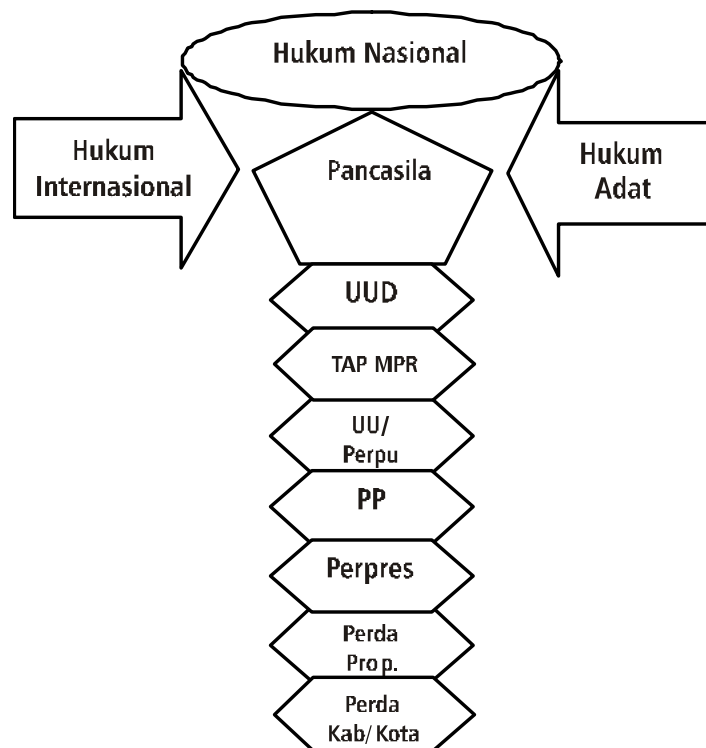 Hukum Nasional
Hukum
Internasional
Pancasila
Hukum
Adat
UUD
TAP MPR
UU/
Perpu
PP
Perpres
Perda
Prop.
Perda
Kab/Kota